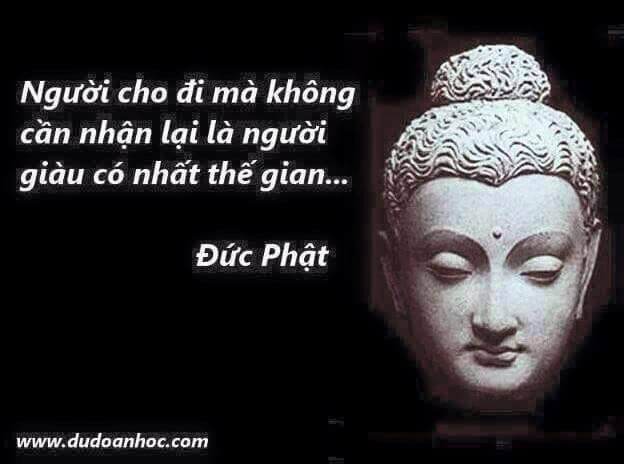 Người cho đi mà không
cần nhận lại là người
giàu có nhất thế gian...
Đức Phật
www.dudoanhoc.com